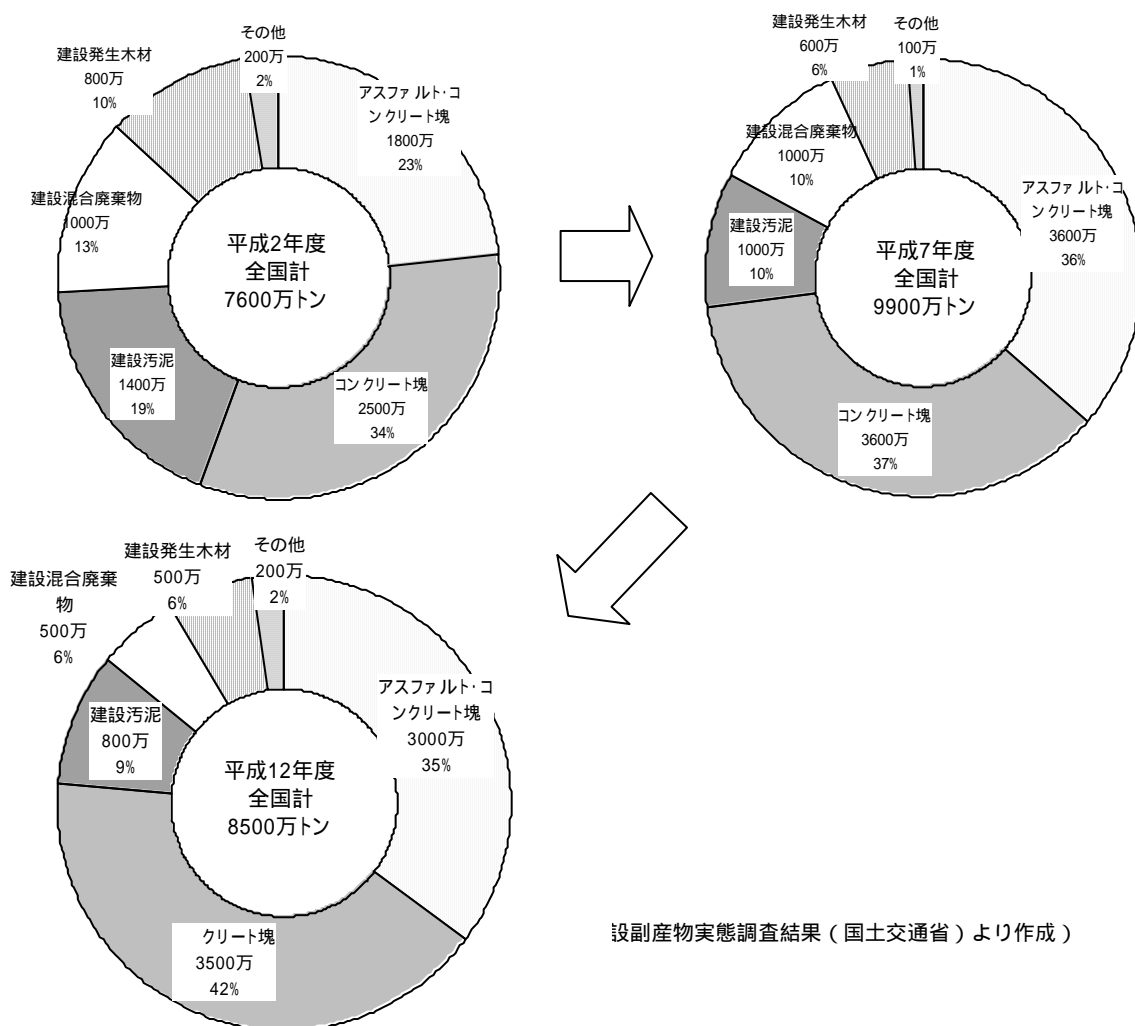 建設発生木材
800万
10%
その他
200万
2%
アスファルト・コ
ンクリート塊
1800万
23%
建設混合廃棄物
1000万
13%
平成2年度
全国計
7600万トン
建設汚泥
1400万
19%
コンクリート塊
2500万
34%
建設発生木材
600万
6%
その他
100万
1%
建設混合廃棄物
1000万
10%
アスファルト・コ
ンクリート塊
3600万
36%
建設汚泥
1000万
10%
平成7年度
全国計
9900万トン
コンクリート塊
3600万
37%
建設混合廃棄
物
500万
6%
建設発生木材
500万
6%
その他
200万
2%
アスファルト・コ
ンクリート塊
3000万
35%
建設汚泥
800万
9%
平成12年度
全国計
8500万トン
クリート塊
3500万
42%
設副産物実態調査結果(国土交通省)より作成)